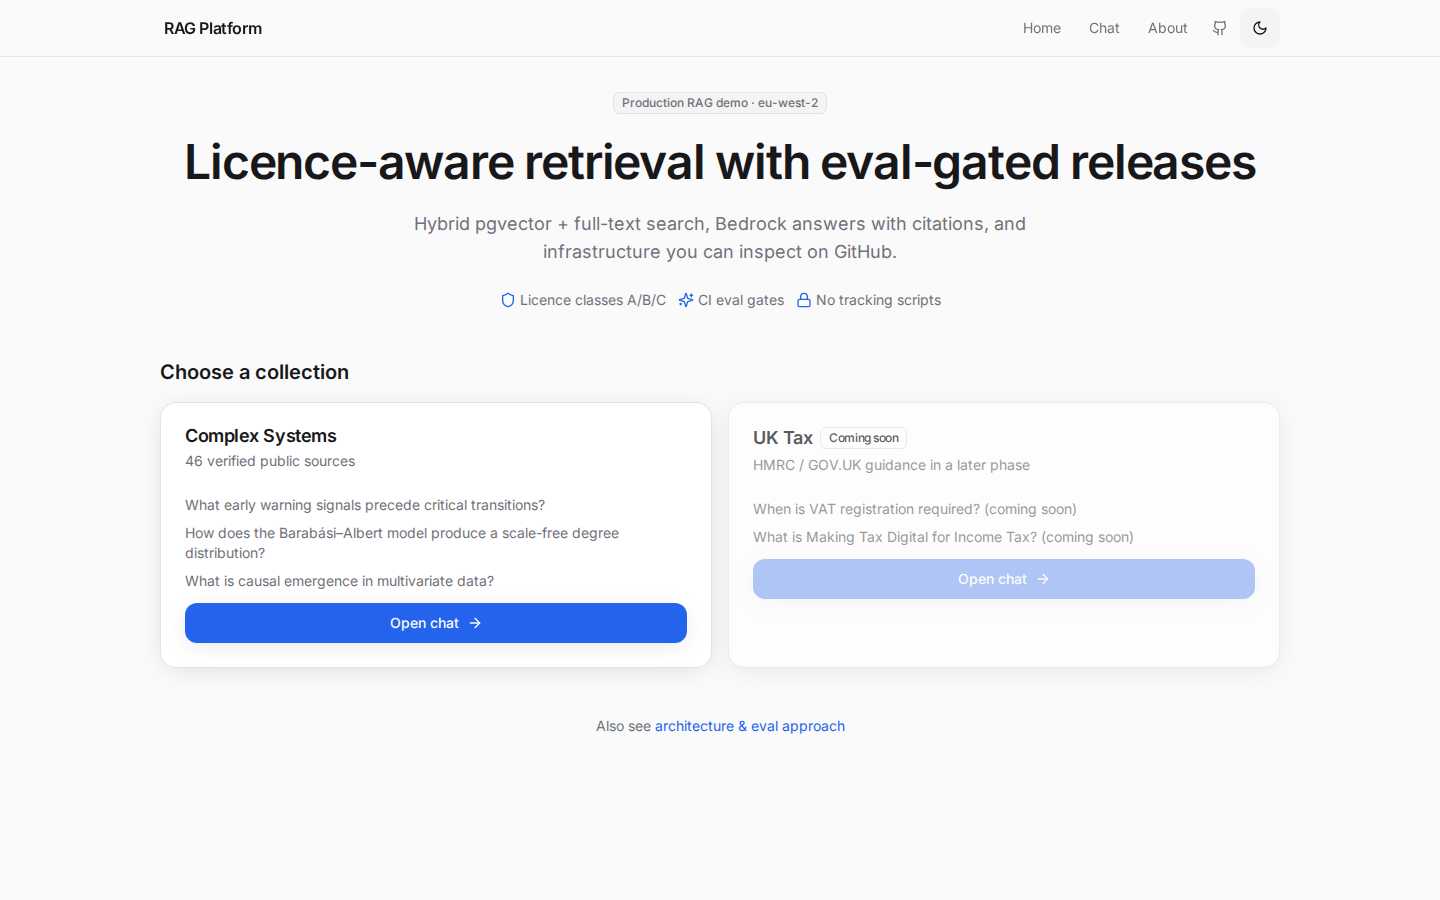 RAG Platform
Home
Chat
About
Production RAG demo · eu-west-2
Licence-aware retrieval with eval-gated releases
Hybrid pgvector + full-text search, Bedrock answers with citations, and
infrastructure you can inspect on GitHub.
Licence classes A/B/C
CI eval gates
No tracking scripts
Choose a collection
Complex Systems
46 verified public sources
What early warning signals precede critical transitions?
How does the Barabási–Albert model produce a scale-free degree
distribution?
What is causal emergence in multivariate data?
Open chat
UK Tax
Coming soon
HMRC / GOV.UK guidance in a later phase
When is VAT registration required? (coming soon)
What is Making Tax Digital for Income Tax? (coming soon)
Open chat
Also see architecture & eval approach